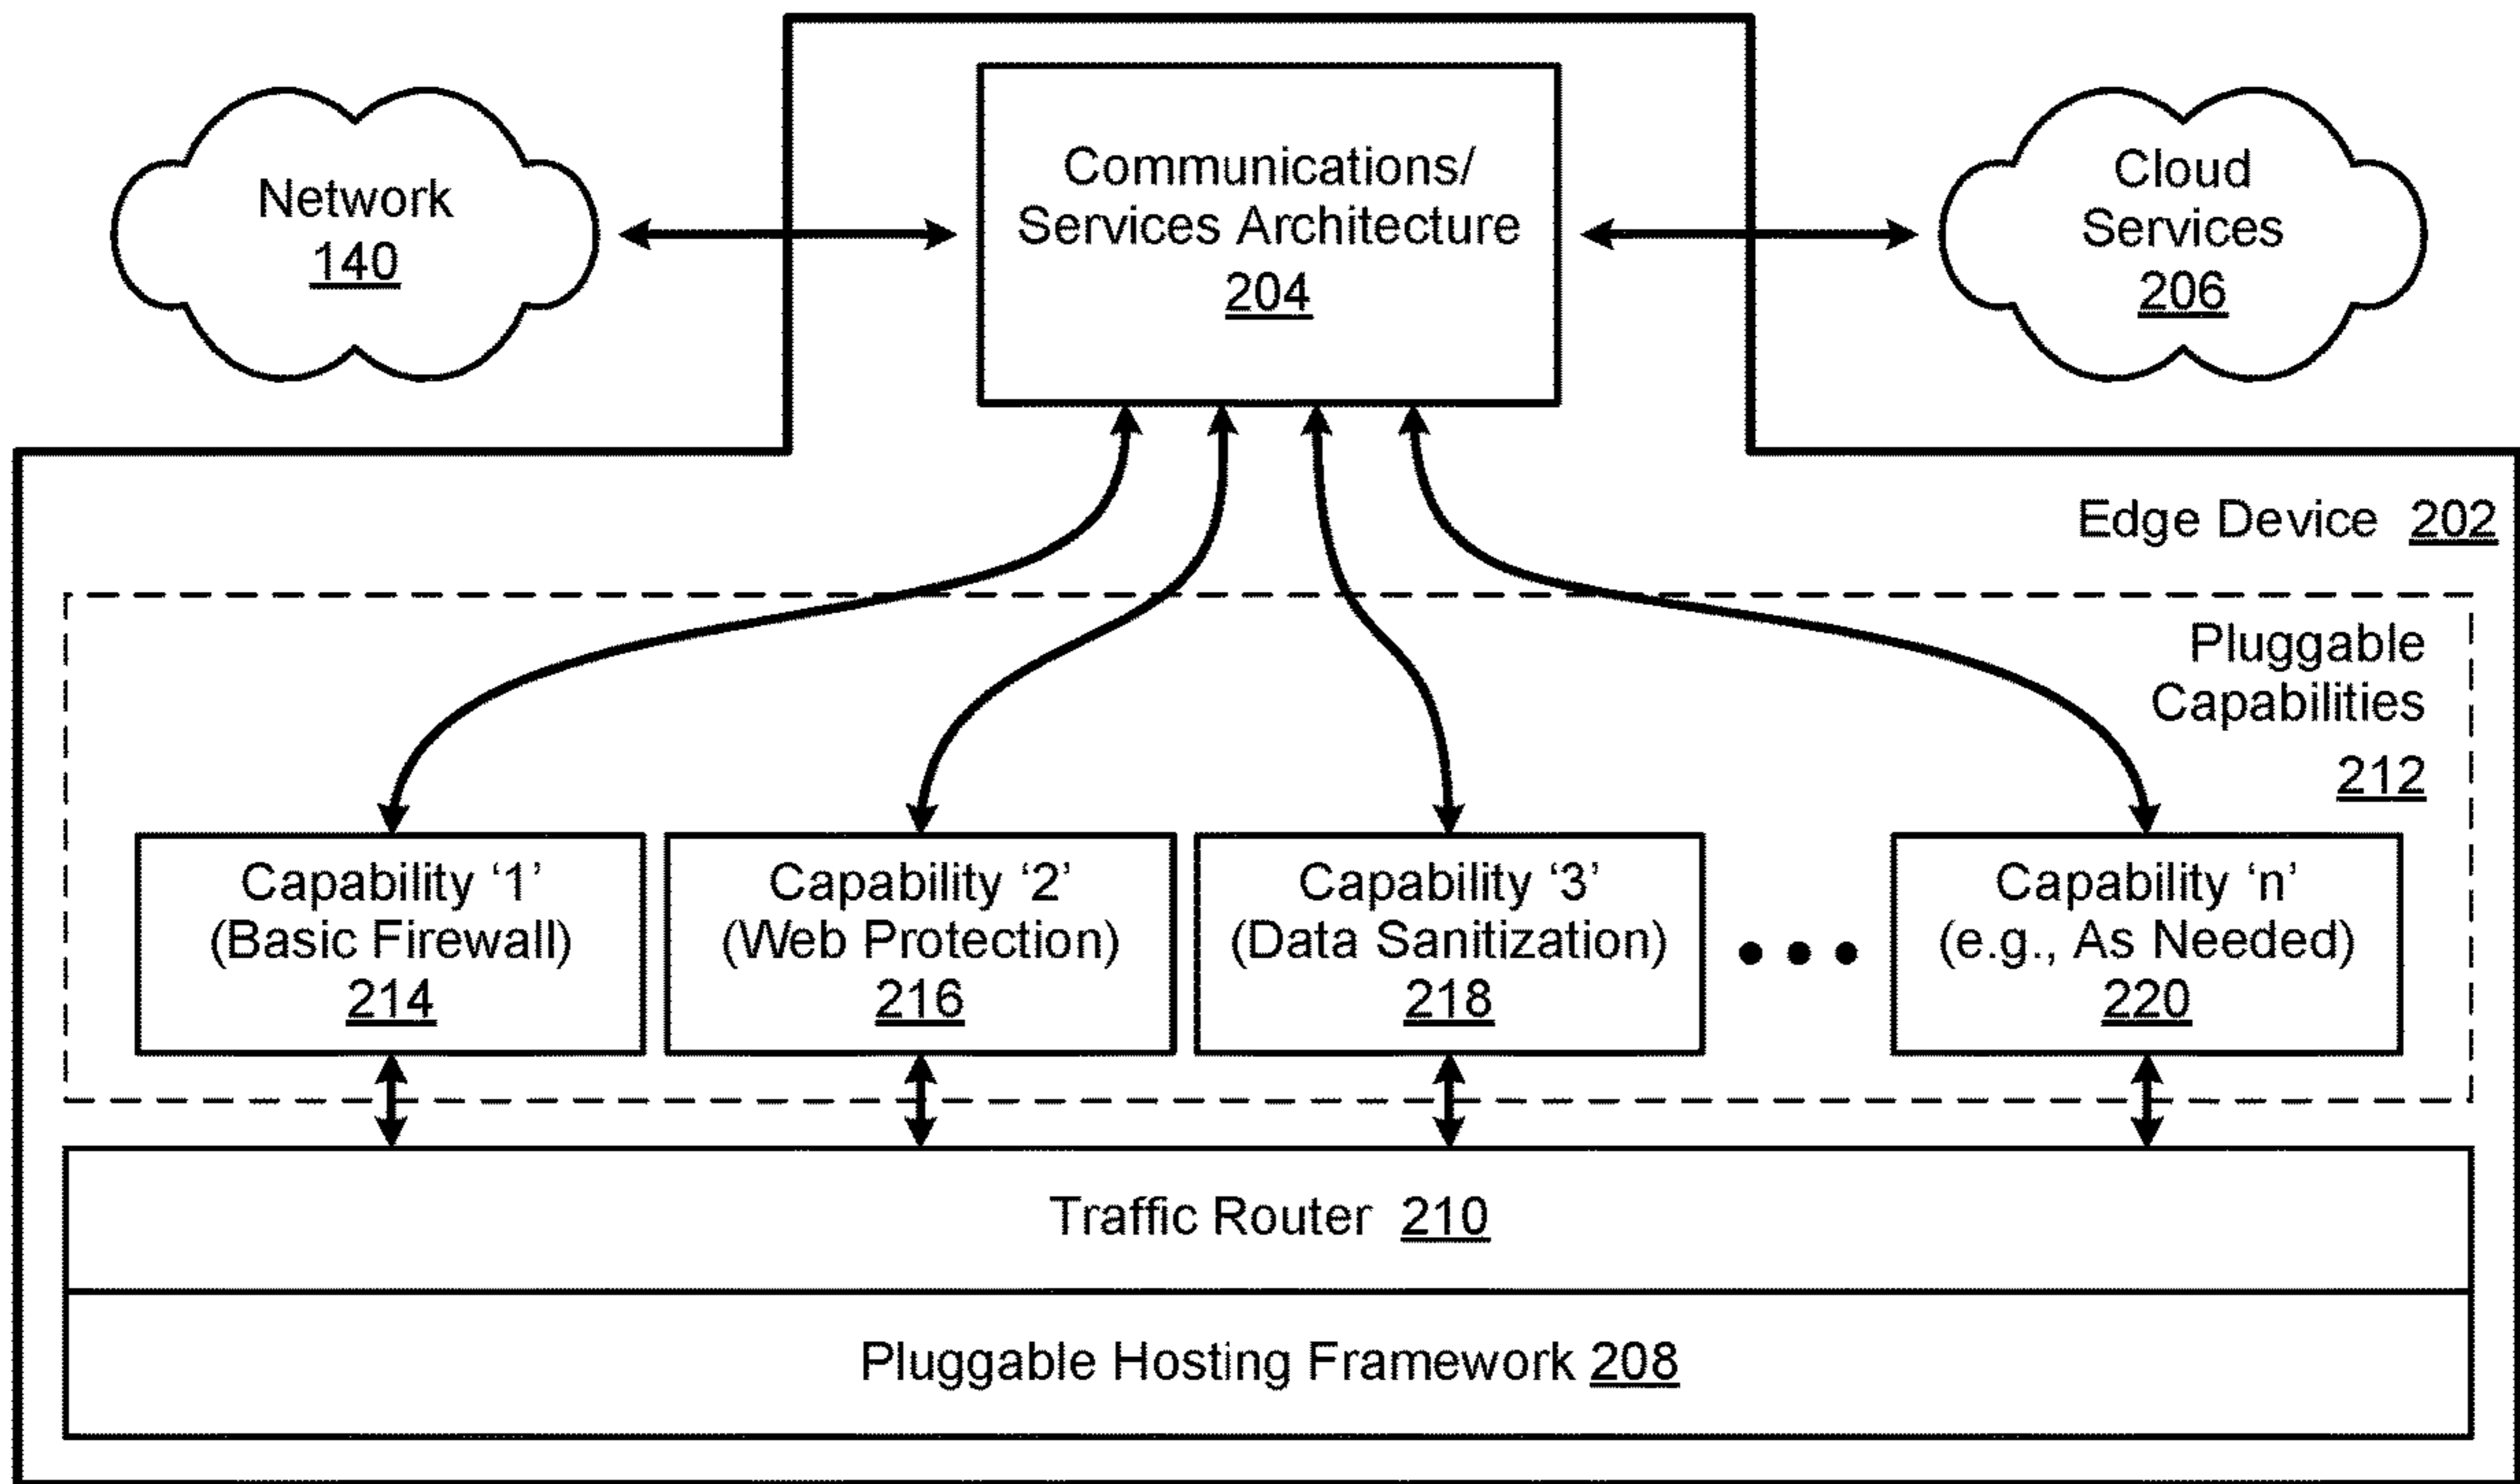 Network
140
Communications/
Services Architecture
204
Cloud
Services
206
Edge Device 202
Pluggable
Capabilities
212
Capability ‘1’
(Basic Firewall)
214
Capability ‘2’
(Web Protection)
216
Capability ‘3’
(Data Sanitization)
218
Capability ‘n’
(e.g., As Needed)
220
Traffic Router 210
Pluggable Hosting Framework 208